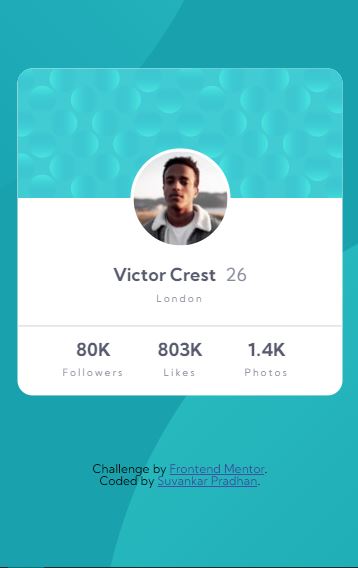 Victor Crest 26
London
80K 803K 1.4K
Followers Likes Photos
Challenge by Frontend Mentor.
Coded by Suvankar Pradhan.